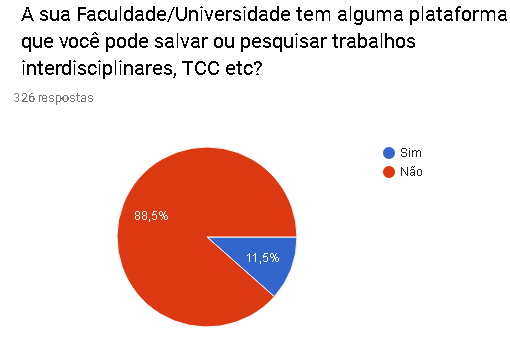 A sua Faculdade/Universidade tem alguma plataforma
que você pode salvar ou pesquisar trabalhos
interdisciplinares, TCC etc?
326 respostas
Sim
Não
88,5%
11,5%